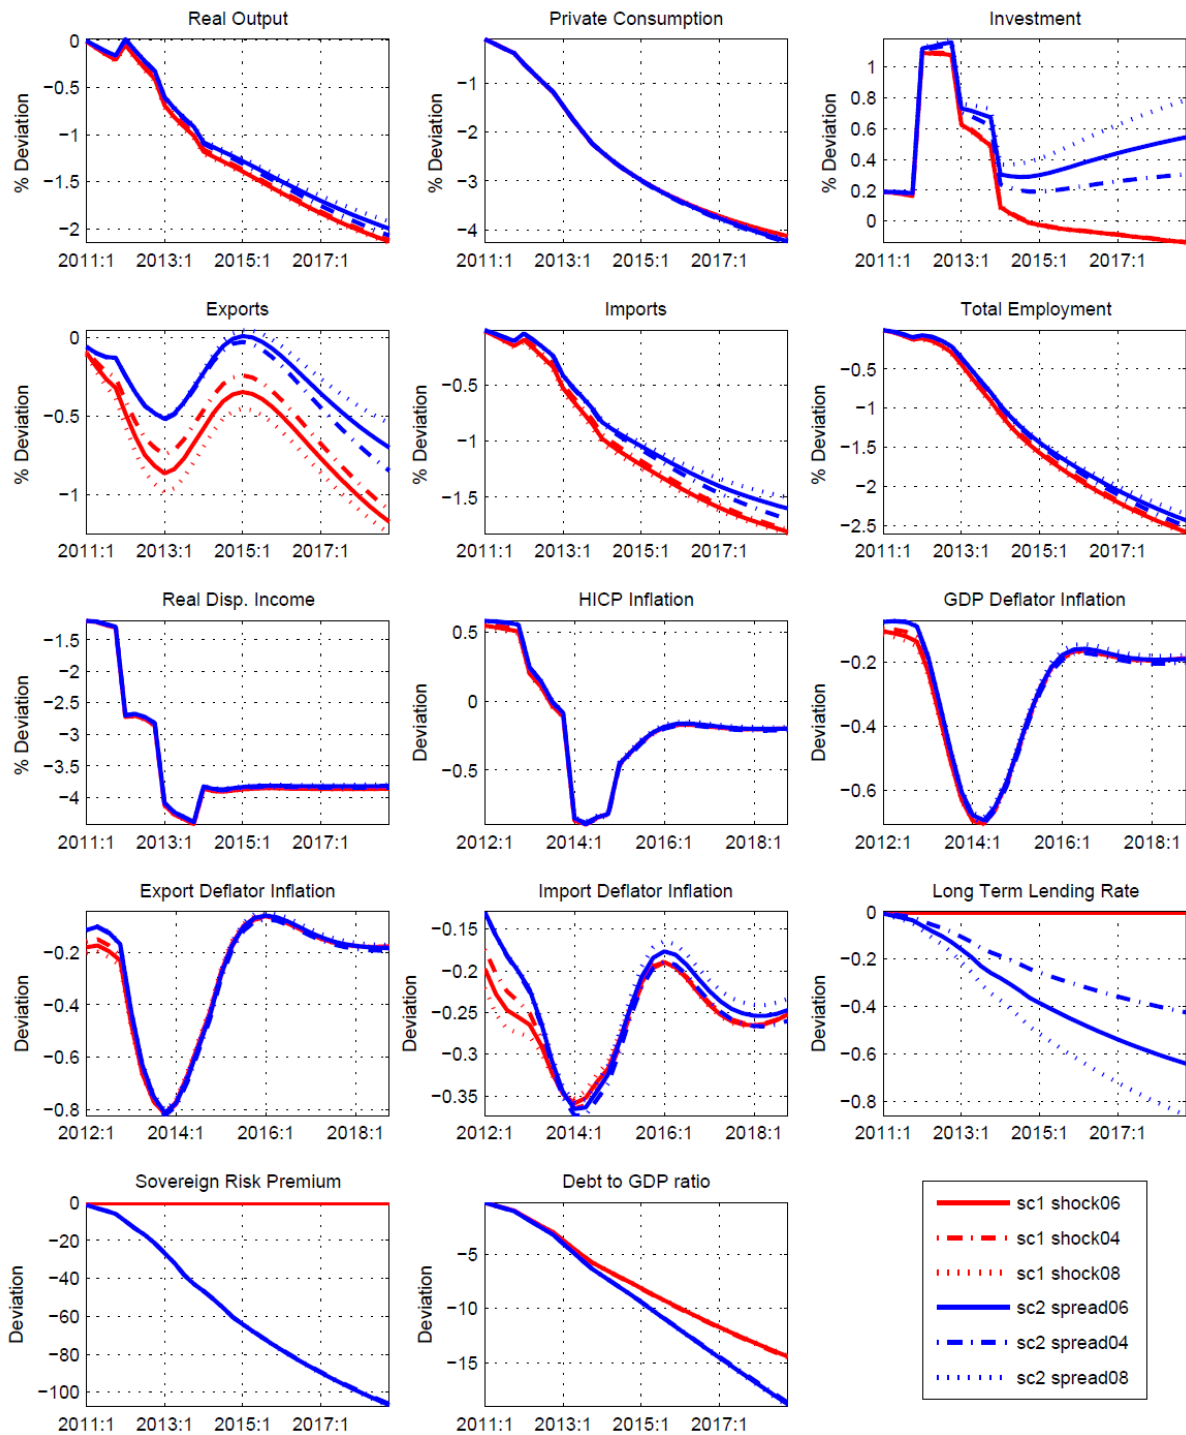 Real Output
Private Consumption
Investment
% Deviation
0
−0.5
−1
−1.5
−2
2011:1 2013:1 2015:1 2017:1
% Deviation
−1
−2
−3
−4
2011:1 2013:1 2015:1 2017:1
% Deviation
1
0.8
0.6
0.4
0.2
0
2011:1 2013:1 2015:1 2017:1
Exports
Imports
Total Employment
% Deviation
0
−0.5
−1
2011:1 2013:1 2015:1 2017:1
% Deviation
−0.5
−1
−1.5
2011:1 2013:1 2015:1 2017:1
% Deviation
−0.5
−1
−1.5
−2
−2.5
2011:1 2013:1 2015:1 2017:1
Real Disp. Income
HICP Inflation
GDP Deflator Inflation
% Deviation
−1.5
−2
−2.5
−3
−3.5
−4
2011:1 2013:1 2015:1 2017:1
Deviation
0.5
0
−0.5
2012:1 2014:1 2016:1 2018:1
Deviation
−0.2
−0.4
−0.6
2012:1 2014:1 2016:1 2018:1
Export Deflator Inflation
Import Deflator Inflation
Long Term Lending Rate
Deviation
−0.2
−0.4
−0.6
−0.8
2012:1 2014:1 2016:1 2018:1
Deviation
−0.15
−0.2
−0.25
−0.3
−0.35
2012:1 2014:1 2016:1 2018:1
Deviation
0
−0.2
−0.4
−0.6
−0.8
2011:1 2013:1 2015:1 2017:1
Sovereign Risk Premium
Debt to GDP ratio
Deviation
0
−20
−40
−60
−80
−100
2011:1 2013:1 2015:1 2017:1
Deviation
−5
−10
−15
2011:1 2013:1 2015:1 2017:1
sc1 shock06
sc1 shock04
sc1 shock08
sc2 spread06
sc2 spread04
sc2 spread08